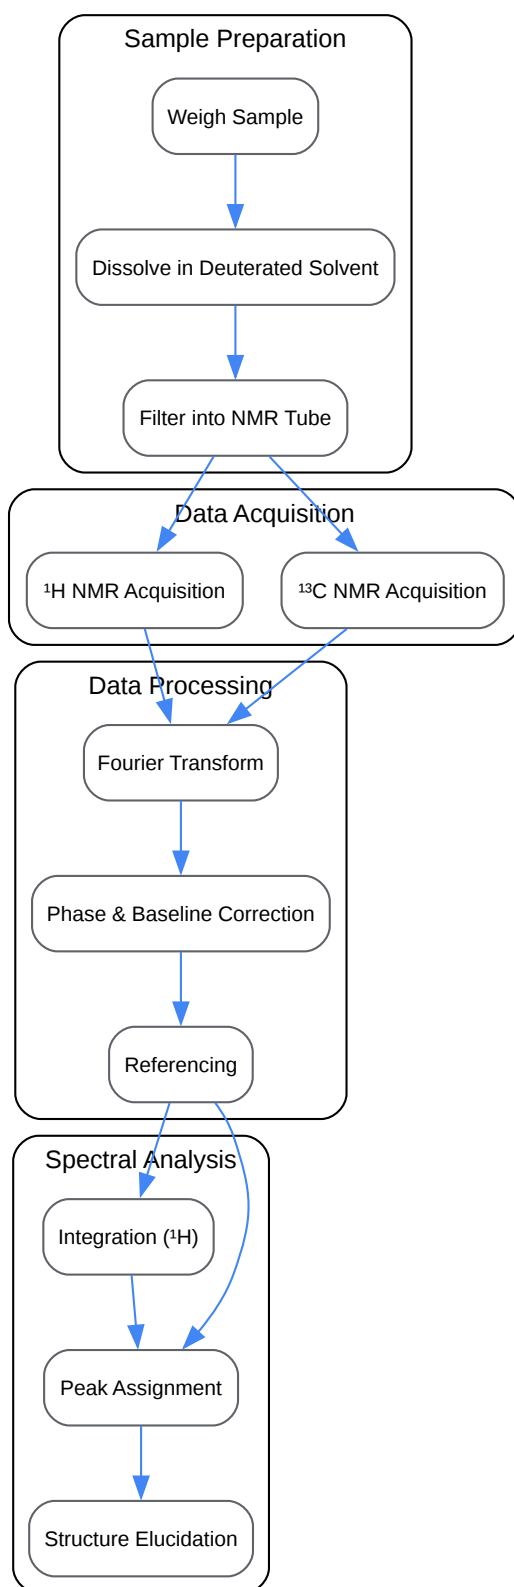 Sample Preparation
Weigh Sample
Dissolve in Deuterated Solvent
Filter into NMR Tube
Data Acquisition
¹H NMR Acquisition
¹³C NMR Acquisition
Data Processing
Fourier Transform
Phase & Baseline Correction
Referencing
Spectral Analysis
Integration (¹H)
Peak Assignment
Structure Elucidation